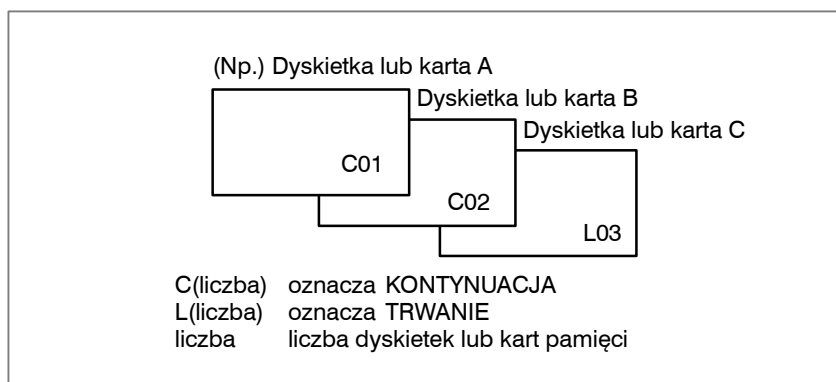 (Np.) Dyskietka lub karta A
Dyskietka lub karta B
Dyskietka lub karta C
C01
C02
L03
C(liczba) oznacza KONTYNUACJA
L(liczba) oznacza TRWANIE
liczba liczba dyskietek lub kart pamięci